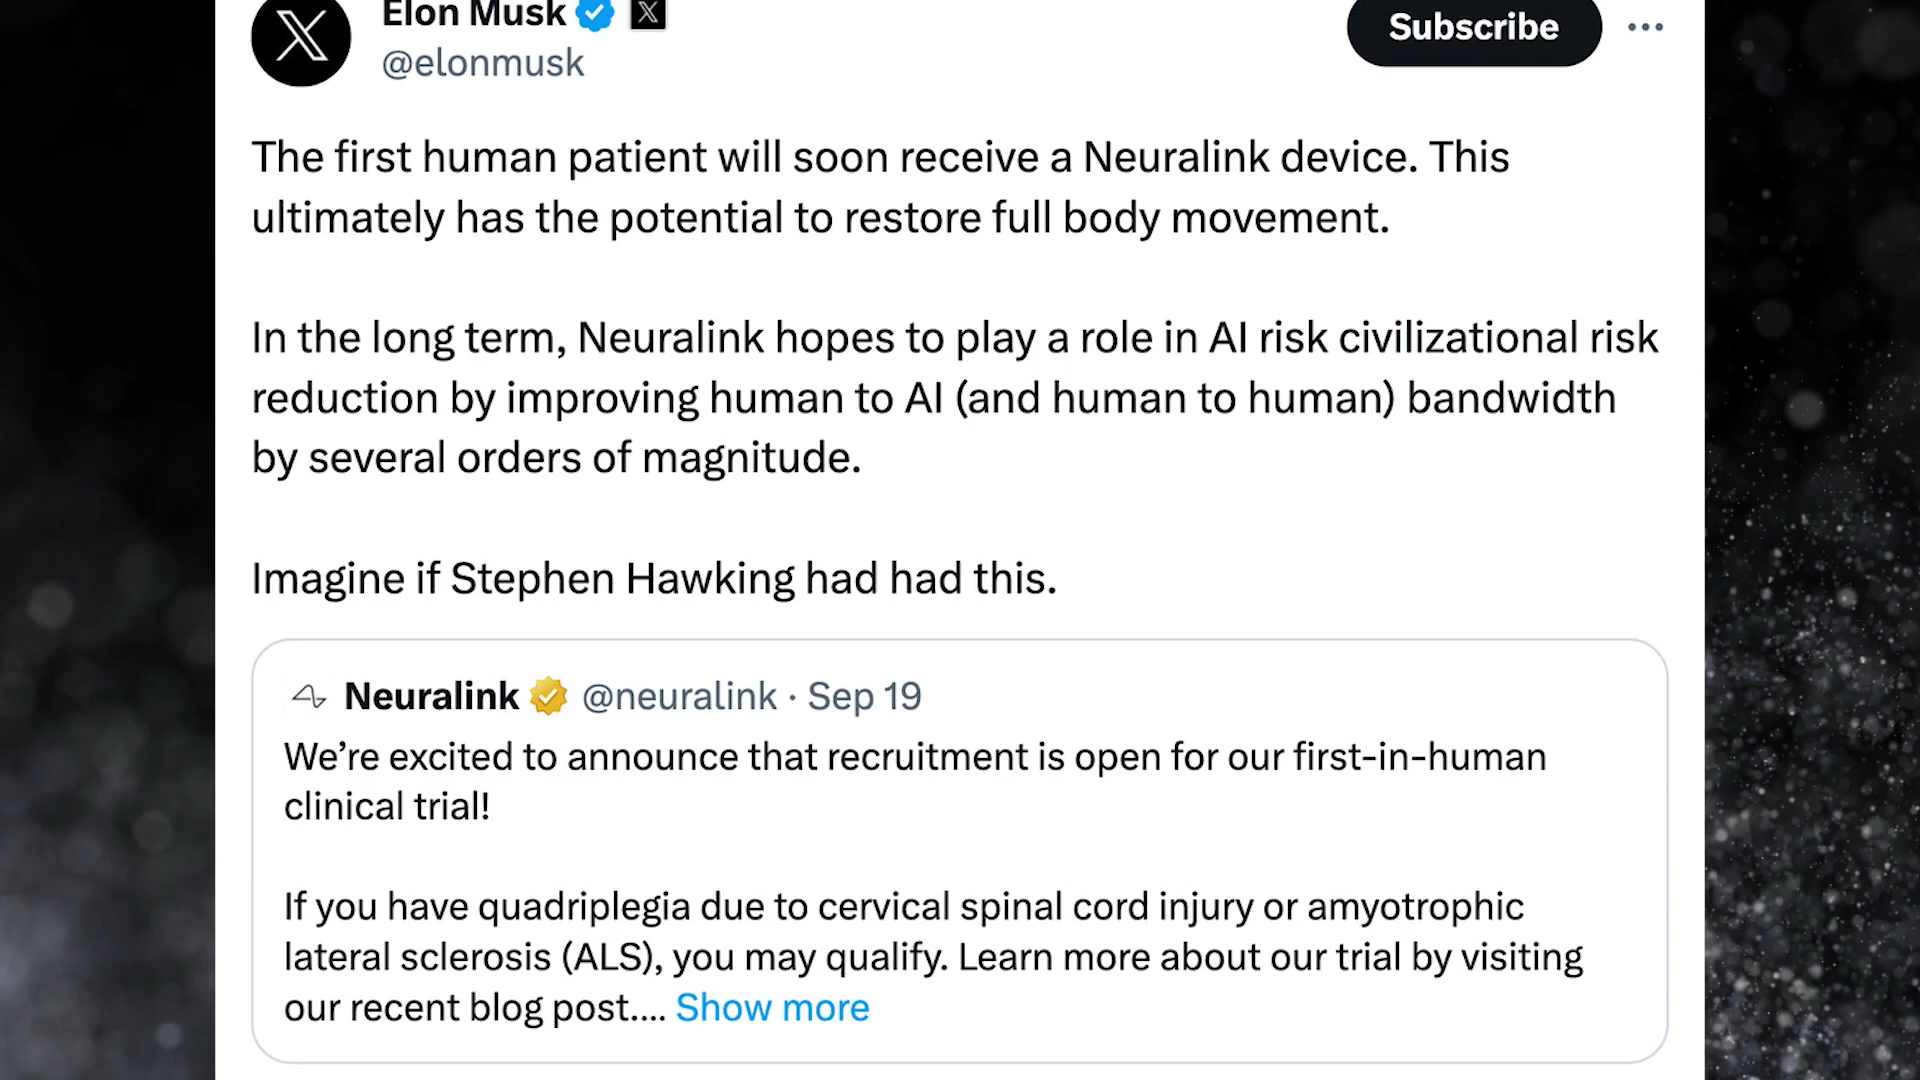 Elon Musk
Subscribe
@elonmusk
The first human patient will soon receive a Neuralink device. This
ultimately has the potential to restore full body movement.
In the long term, Neuralink hopes to play a role in AI risk civilizational risk
reduction by improving human to AI (and human to human) bandwidth
by several orders of magnitude.
Imagine if Stephen Hawking had had this.
Neuralink @neuralink · Sep 19
We’re excited to announce that recruitment is open for our first-in-human
clinical trial!
If you have quadriplegia due to cervical spinal cord injury or amyotrophic
lateral sclerosis (ALS), you may qualify. Learn more about our trial by visiting
our recent blog post.... Show more